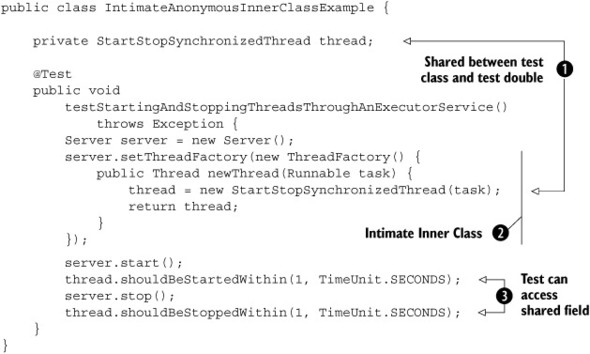 public class IntimateAnonymousInnerClassExample {
private StartStopSynchronizedThread thread;
Shared between test
class and test double
1
@Test
public void
testStartingAndStoppingThreadsThroughAnExecutorService()
throws Exception {
Server server = new Server();
server.setThreadFactory(new ThreadFactory() {
public Thread newThread(Runnable task) {
thread = new StartStopSynchronizedThread(task);
return thread;
}
});
Intimate Inner Class
2
server.start();
thread.shouldBeStartedWithin(1, TimeUnit.SECONDS);
server.stop();
thread.shouldBeStoppedWithin(1, TimeUnit.SECONDS);
Test can
3 access
shared field
}
}